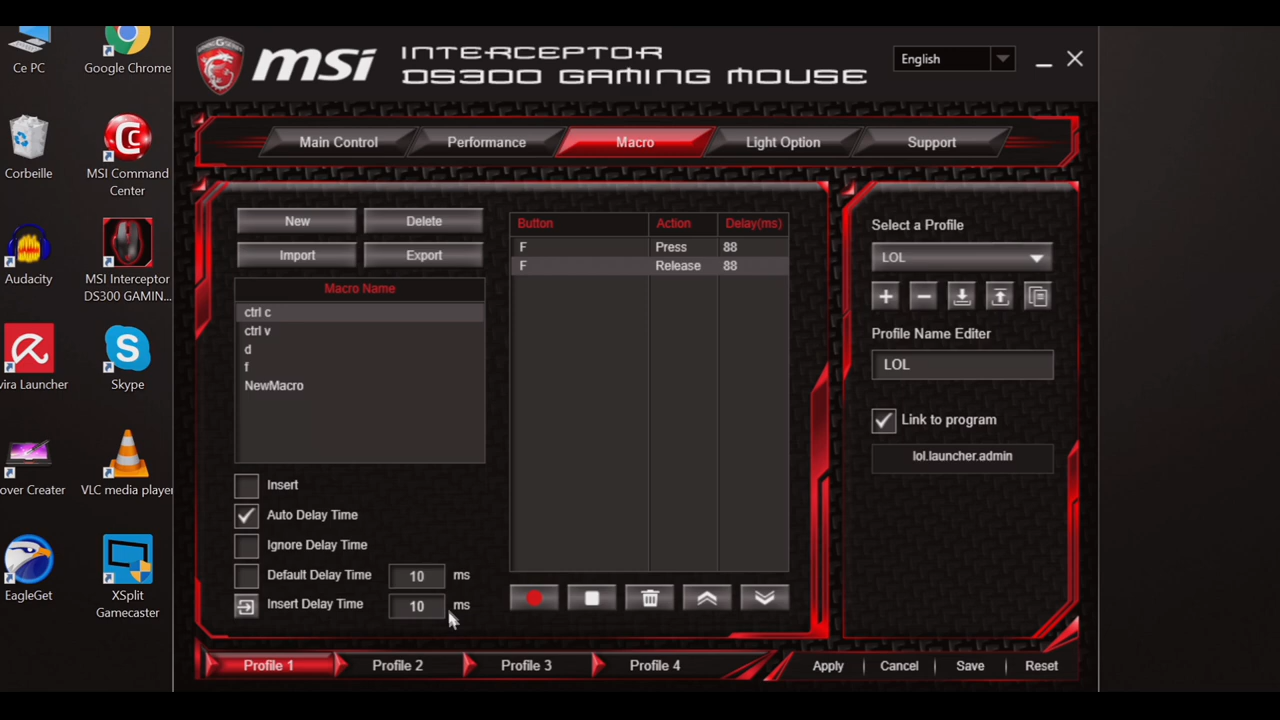 Ce PC
Google Chrome
Corbeille
MSI Command
Center
Audacity
MSI Interceptor
DS300 GAMIN...
vira Launcher
Skype
over Creater
VLC media player
EagleGet
XSplit
Gamecaster
msi
INTERCEPTOR
DS300 GAMING MOUSE
English
Main Control
Performance
Macro
Light Option
Support
New
Delete
Import
Export
Macro Name
ctrl c
ctrl v
d
f
NewMacro
Insert
Auto Delay Time
Ignore Delay Time
Default Delay Time 10 ms
Insert Delay Time 10 ms
Button Action Delay(ms)
F Press 88
F Release 88
Select a Profile
LOL
Profile Name Editor
LOL
Link to program
lol.launcher.admin
Profile 1
Profile 2
Profile 3
Profile 4
Apply
Cancel
Save
Reset